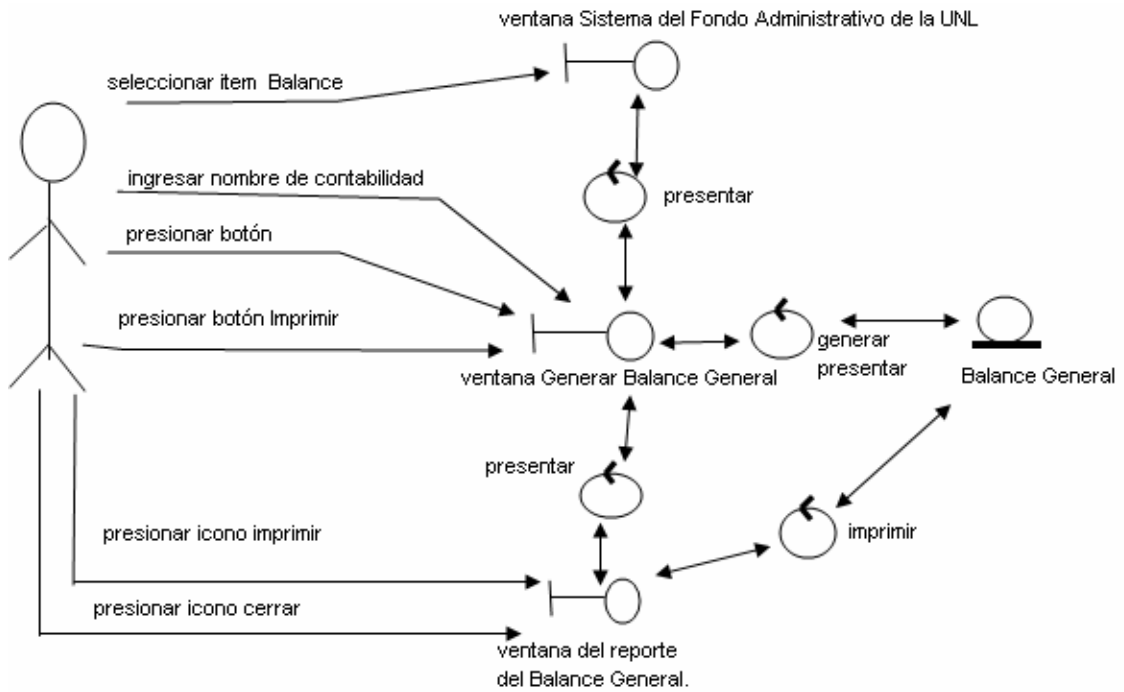 ventana Sistema del Fondo Administrativo de la UNL
seleccionar item Balance
ingresar nombre de contabilidad
presentar
presionar botón
presionar botón Imprimir
generar
presentar
ventana Generar Balance General
Balance General
presentar
presionar icono imprimir
imprimir
presionar icono cerrar
ventana del reporte
del Balance General.